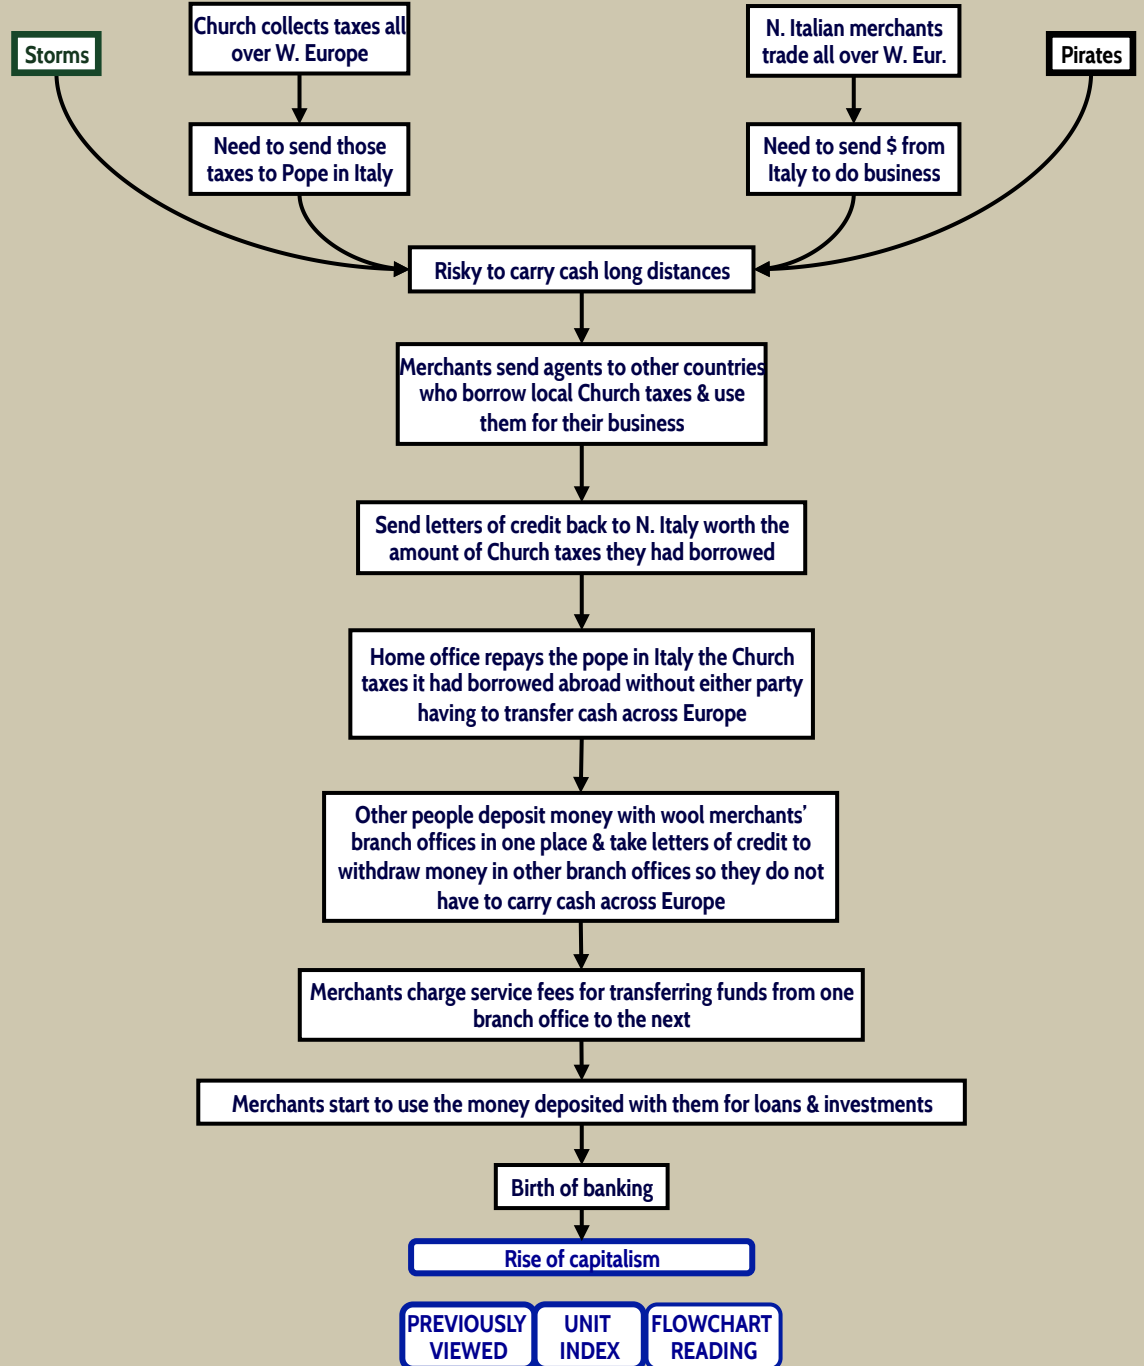 Storms
Church collects taxes all
over W. Europe
N. Italian merchants
trade all over W. Eur.
Pirates
Need to send those
taxes to Pope in Italy
Need to send $ from
Italy to do business
Risky to carry cash long distances
Merchants send agents to other countries
who borrow local Church taxes & use
them for their business
Send letters of credit back to N. Italy worth the
amount of Church taxes they had borrowed
Home office repays the pope in Italy the Church
taxes it had borrowed abroad without either party
having to transfer cash across Europe
Other people deposit money with wool merchants’
branch offices in one place & take letters of credit to
withdraw money in other branch offices so they do not
have to carry cash across Europe
Merchants charge service fees for transferring funds from one
branch office to the next
Merchants start to use the money deposited with them for loans & investments
Birth of banking
Rise of capitalism
PREVIOUSLY
VIEWED
UNIT
INDEX
FLOWCHART
READING